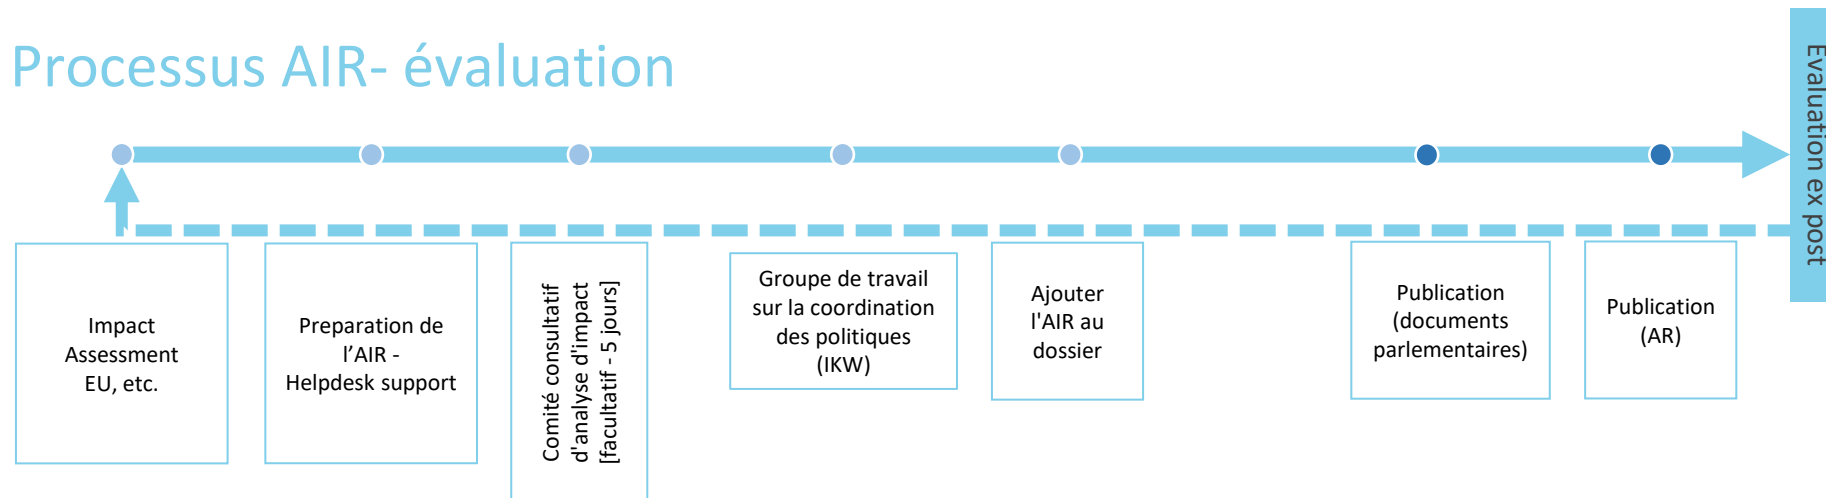 Processus AIR- évaluation
Evaluation ex post
Impact
Assessment
EU, etc.
Preparation de
l’AIR -
Helpdesk support
Comité consultatif
d'analyse d'impact
[facultatif - 5 jours]
Groupe de travail
sur la coordination
des politiques
(IKW)
Ajouter
l'AIR au
dossier
Publication
(documents
parlementaires)
Publication
(AR)